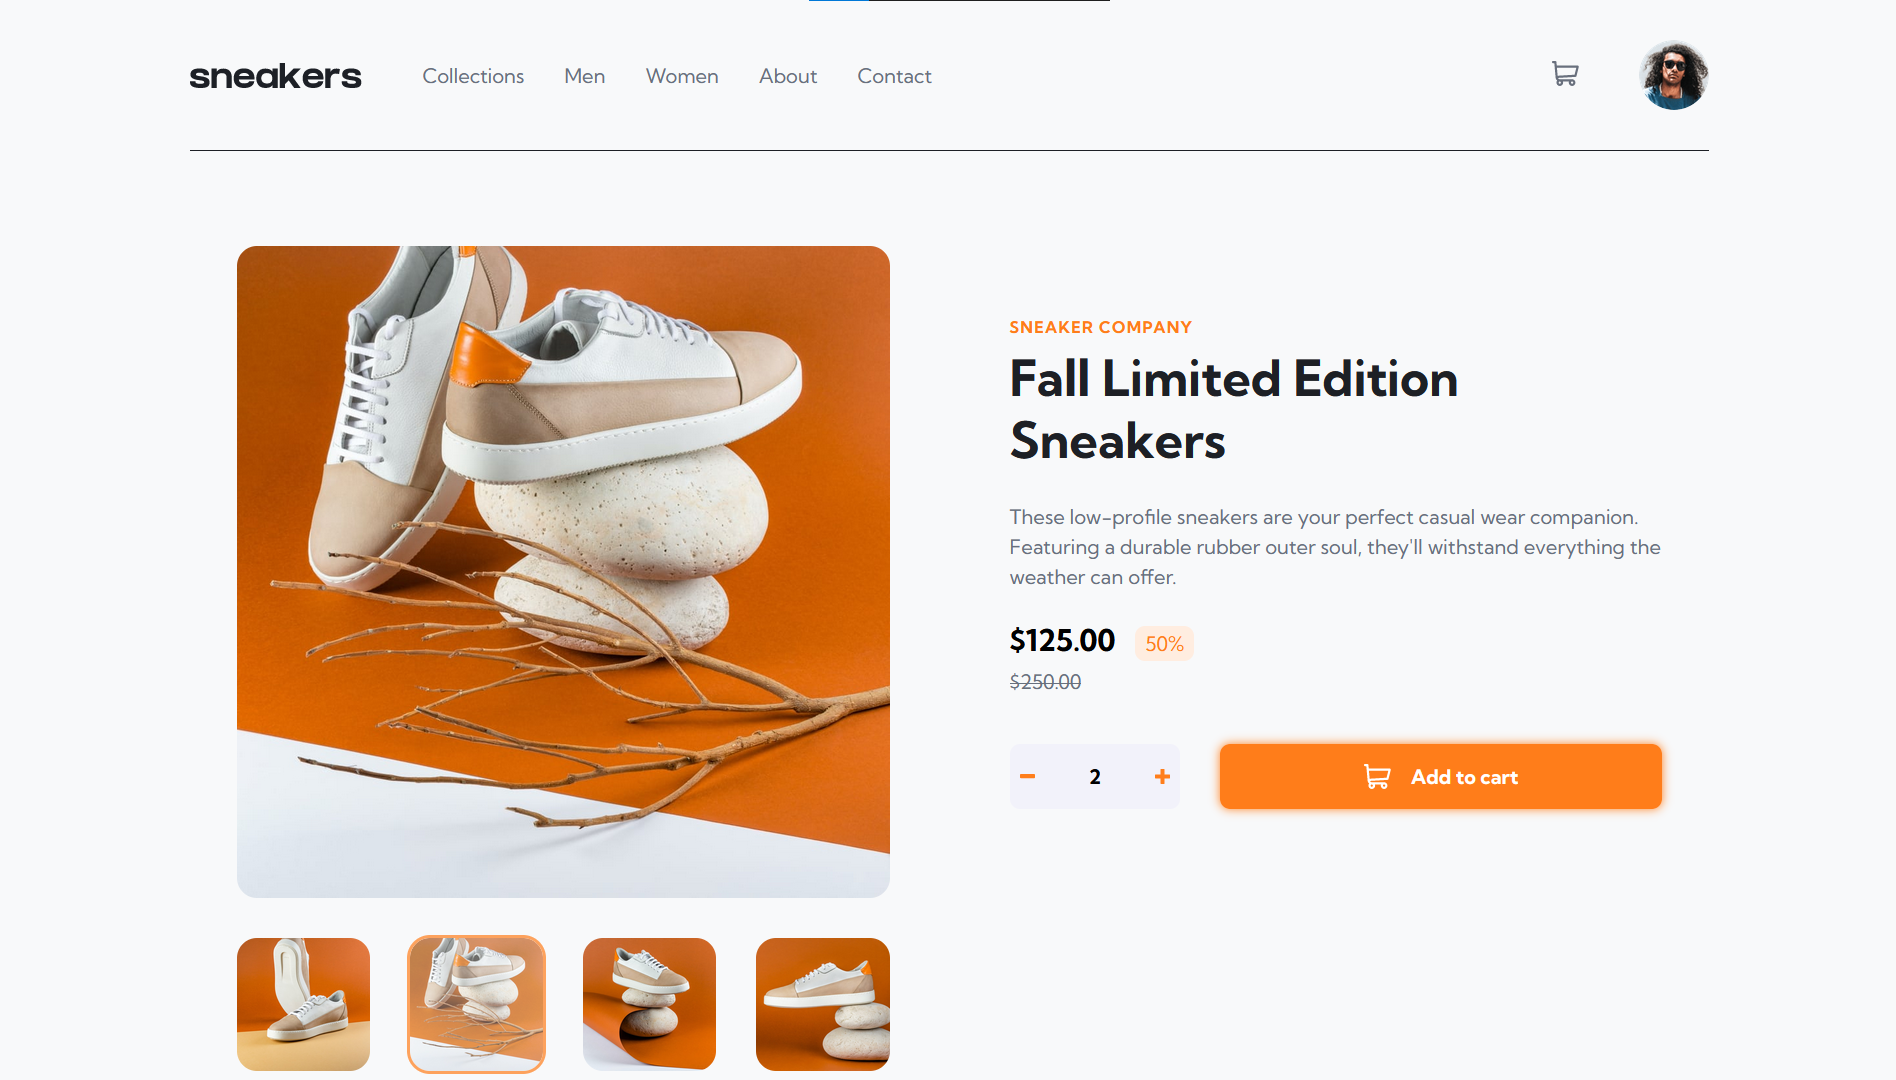 sneakers
Collections
Men
Women
About
Contact
SNEAKER COMPANY
Fall Limited Edition
Sneakers
These low-profile sneakers are your perfect casual wear companion.
Featuring a durable rubber outer soul, they'll withstand everything the
weather can offer.
$125.00 50%
$250.00
2
Add to cart